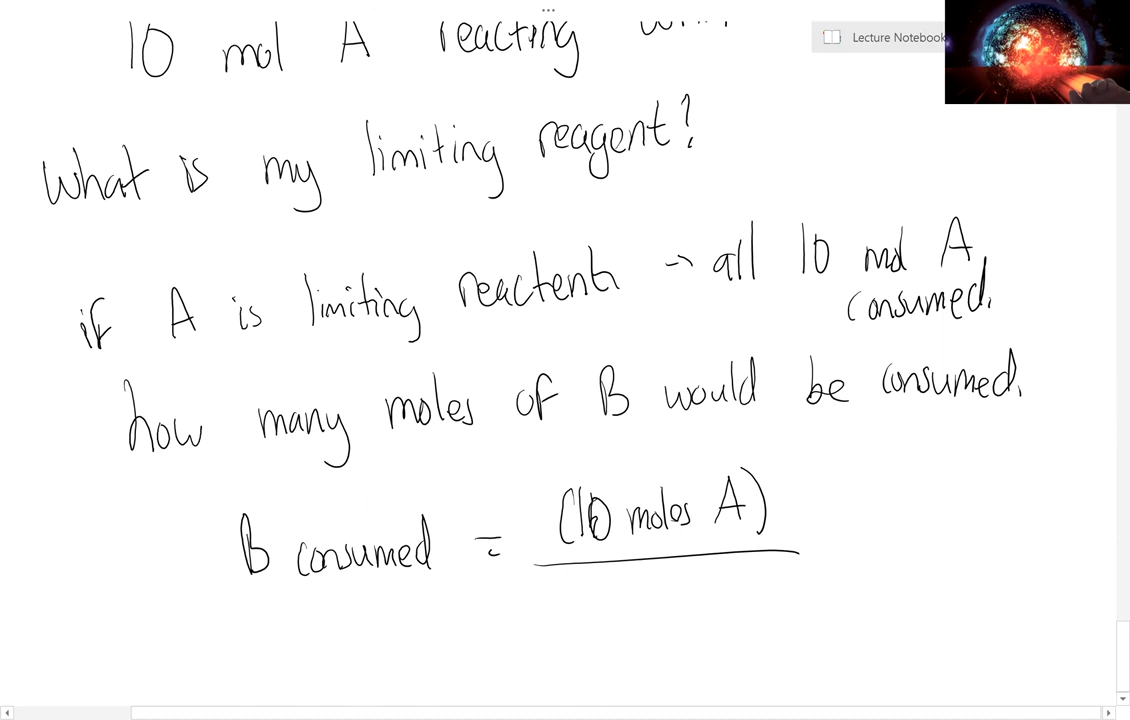 10 mol A reacting
Lecture Notebook
What is my limiting reagent?
if A is limiting reactent → all 10 mol A
consumed.
how many moles of B would be consumed.
B consumed = (10 moles A)